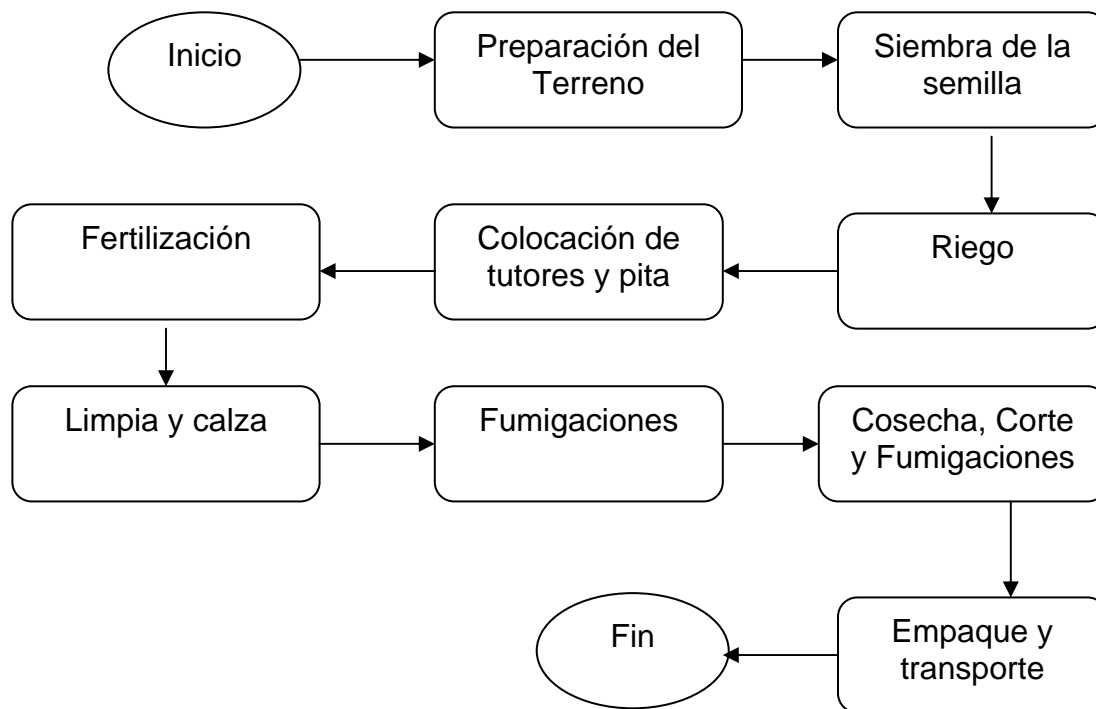 Inicio
Preparación del
Terreno
Siembra de la
semilla
Riego
Colocación de
tutores y pita
Fertilización
Limpia y calza
Fumigaciones
Cosecha, Corte
y Fumigaciones
Empaque y
transporte
Fin